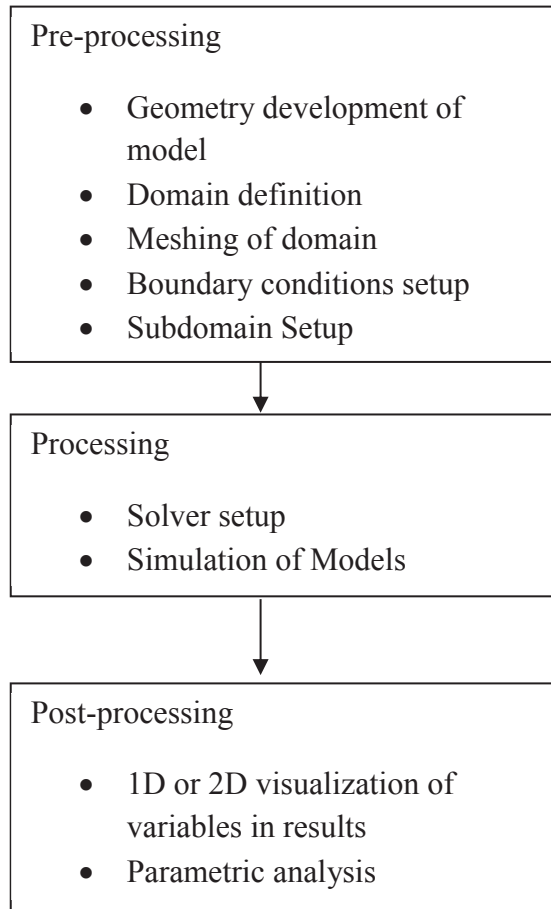 Pre-processing
• Geometry development of
model
• Domain definition
• Meshing of domain
• Boundary conditions setup
• Subdomain Setup
Processing
• Solver setup
• Simulation of Models
Post-processing
• 1D or 2D visualization of
variables in results
• Parametric analysis